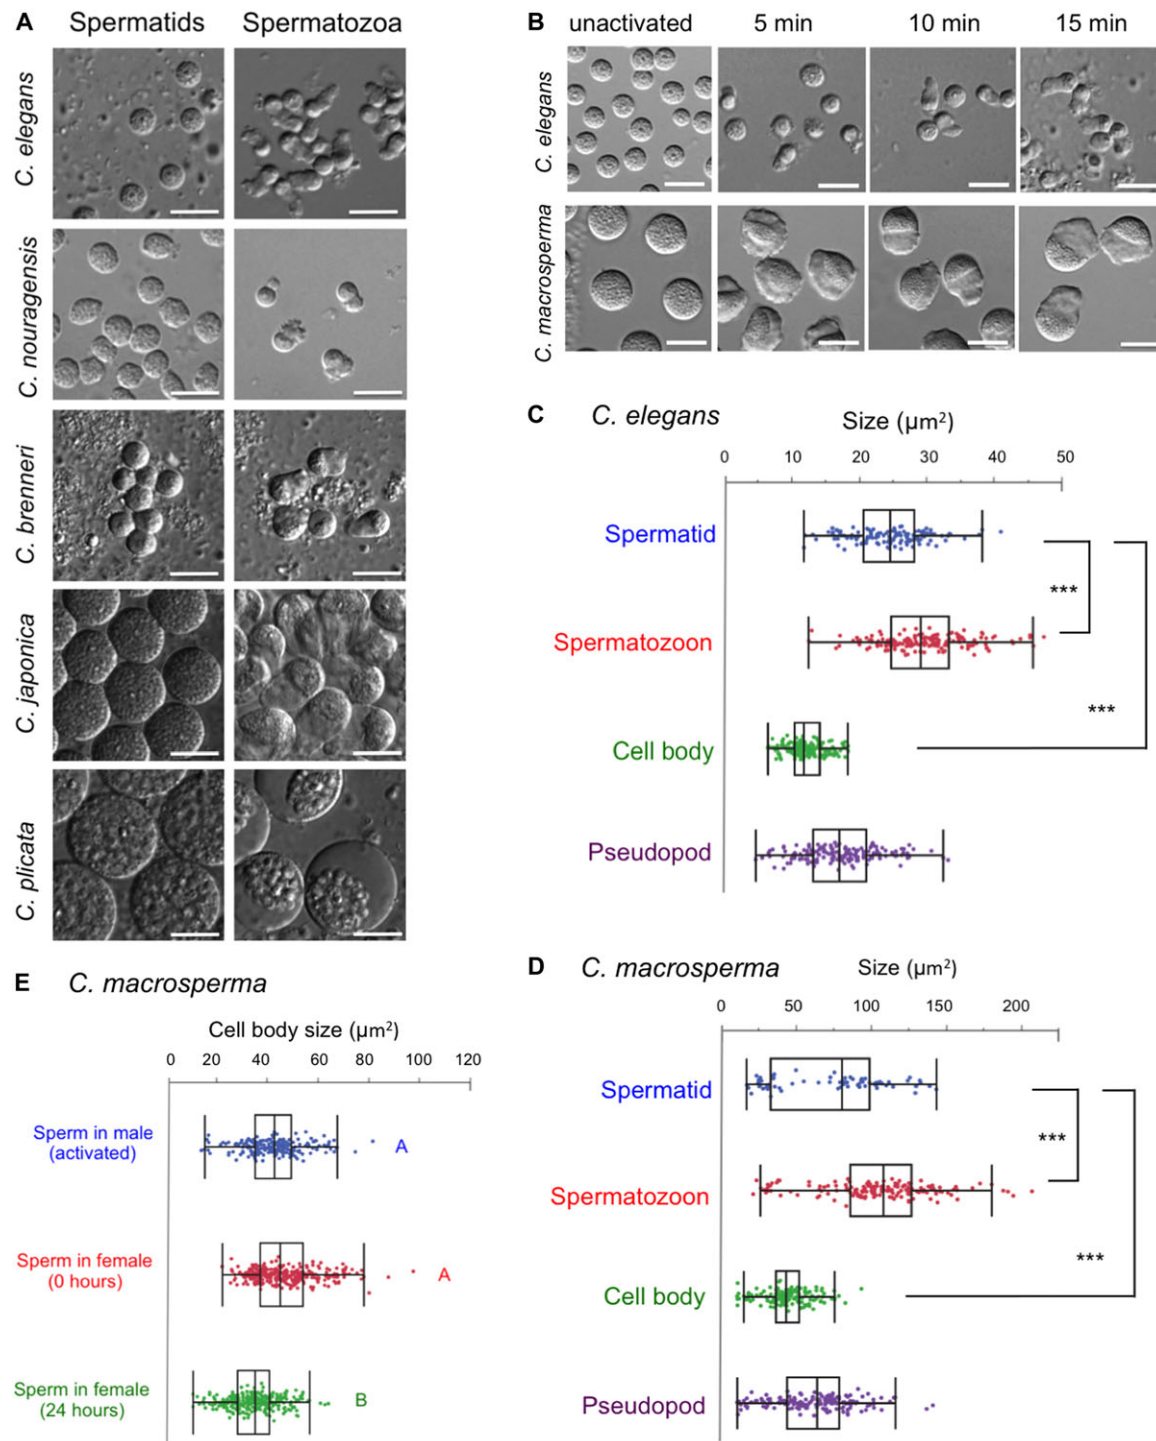 A
Spermatids
Spermatozoa
C. elegans
C. nouragensis
C. brenneri
C. japonica
C. plicata
B
unactivated
5 min
10 min
15 min
C. elegans
C. macrosperma
C
C. elegans
Size (µm²)
0
10
20
30
40
50
Spermatid
Spermatozoon
Cell body
Pseudopod
***
***
D
C. macrosperma
Size (µm²)
0
50
100
150
200
Spermatid
Spermatozoon
Cell body
Pseudopod
***
***
E
C. macrosperma
Cell body size (µm²)
0
20
40
60
80
100
120
Sperm in male
(activated)
A
Sperm in female
(0 hours)
A
Sperm in female
(24 hours)
B